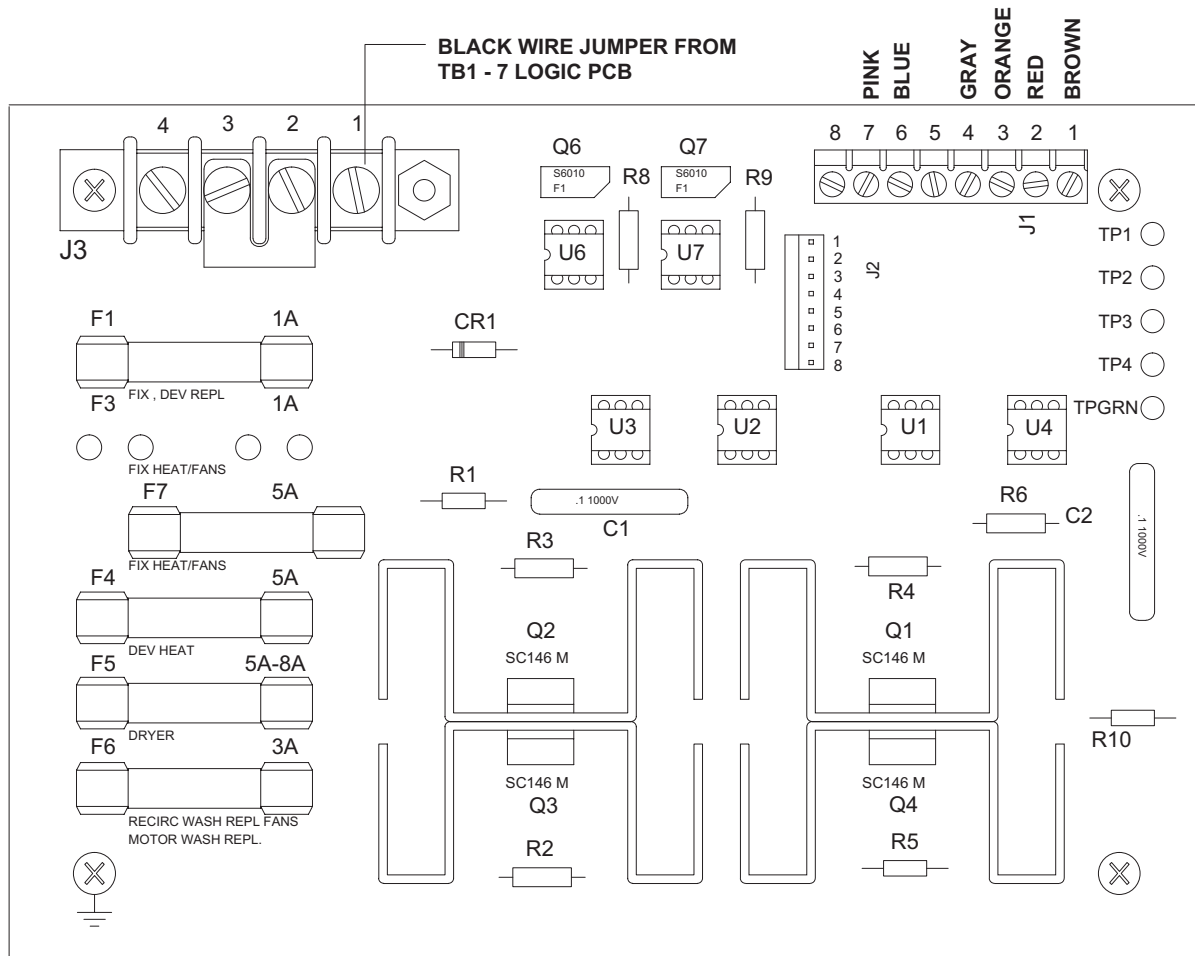 BLACK WIRE JUMPER FROM
TB1 - 7 LOGIC PCB
PINK
BLUE
GRAY
ORANGE
RED
BROWN
4 3 2 1
8 7 6 5 4 3 2 1
J3
Q6
S6010
F1
R8
Q7
S6010
F1
R9
U6
U7
J1
1
2
3
4
5
6
7
8
J2
TP1
TP2
TP3
TP4
TPGRN
F1 1A
FIX , DEV REPL
CR1
F3 1A
FIX HEAT/FANS
U3
U2
U1
U4
F7 5A
FIX HEAT/FANS
R1
.1 1000V
C1
R6
C2
.1 1000V
R3
R4
F4 5A
DEV HEAT
Q2
SC146 M
Q1
SC146 M
F5 5A-8A
DRYER
R10
F6 3A
RECIRC WASH REPL FANS
MOTOR WASH REPL.
SC146 M
Q3
SC146 M
Q4
R2
R5